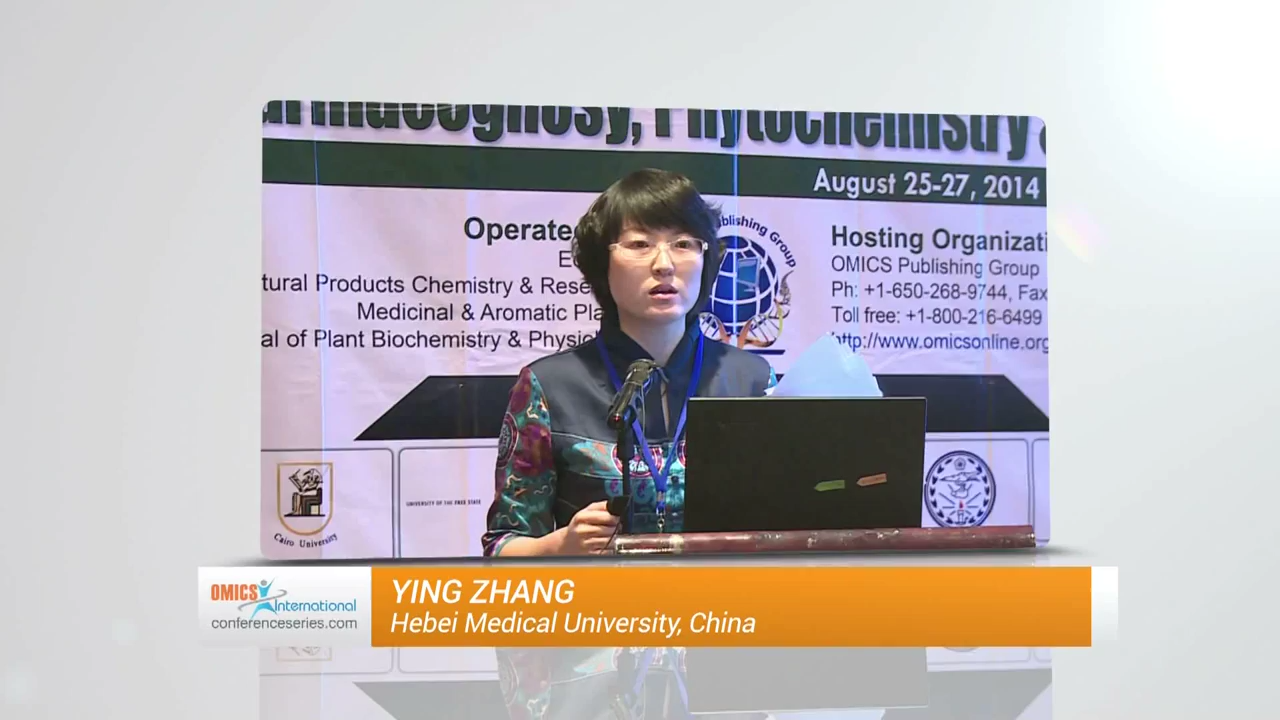 armacognosy, Phytochemistry &
August 25-27, 2014
Operate
tural Products Chemistry & Rese
Medicinal & Aromatic Pla
al of Plant Biochemistry & Physiol
blishing Group
Hosting Organizati
OMICS Publishing Group
Ph: +1-650-268-9744, Fax
Toll free: +1-800-216-6499
http://www.omicsonline.org
Cairo University
UNIVERSITY OF THE FREE STATE
OMICS
International
conferenceseries.com
YING ZHANG
Hebei Medical University, China